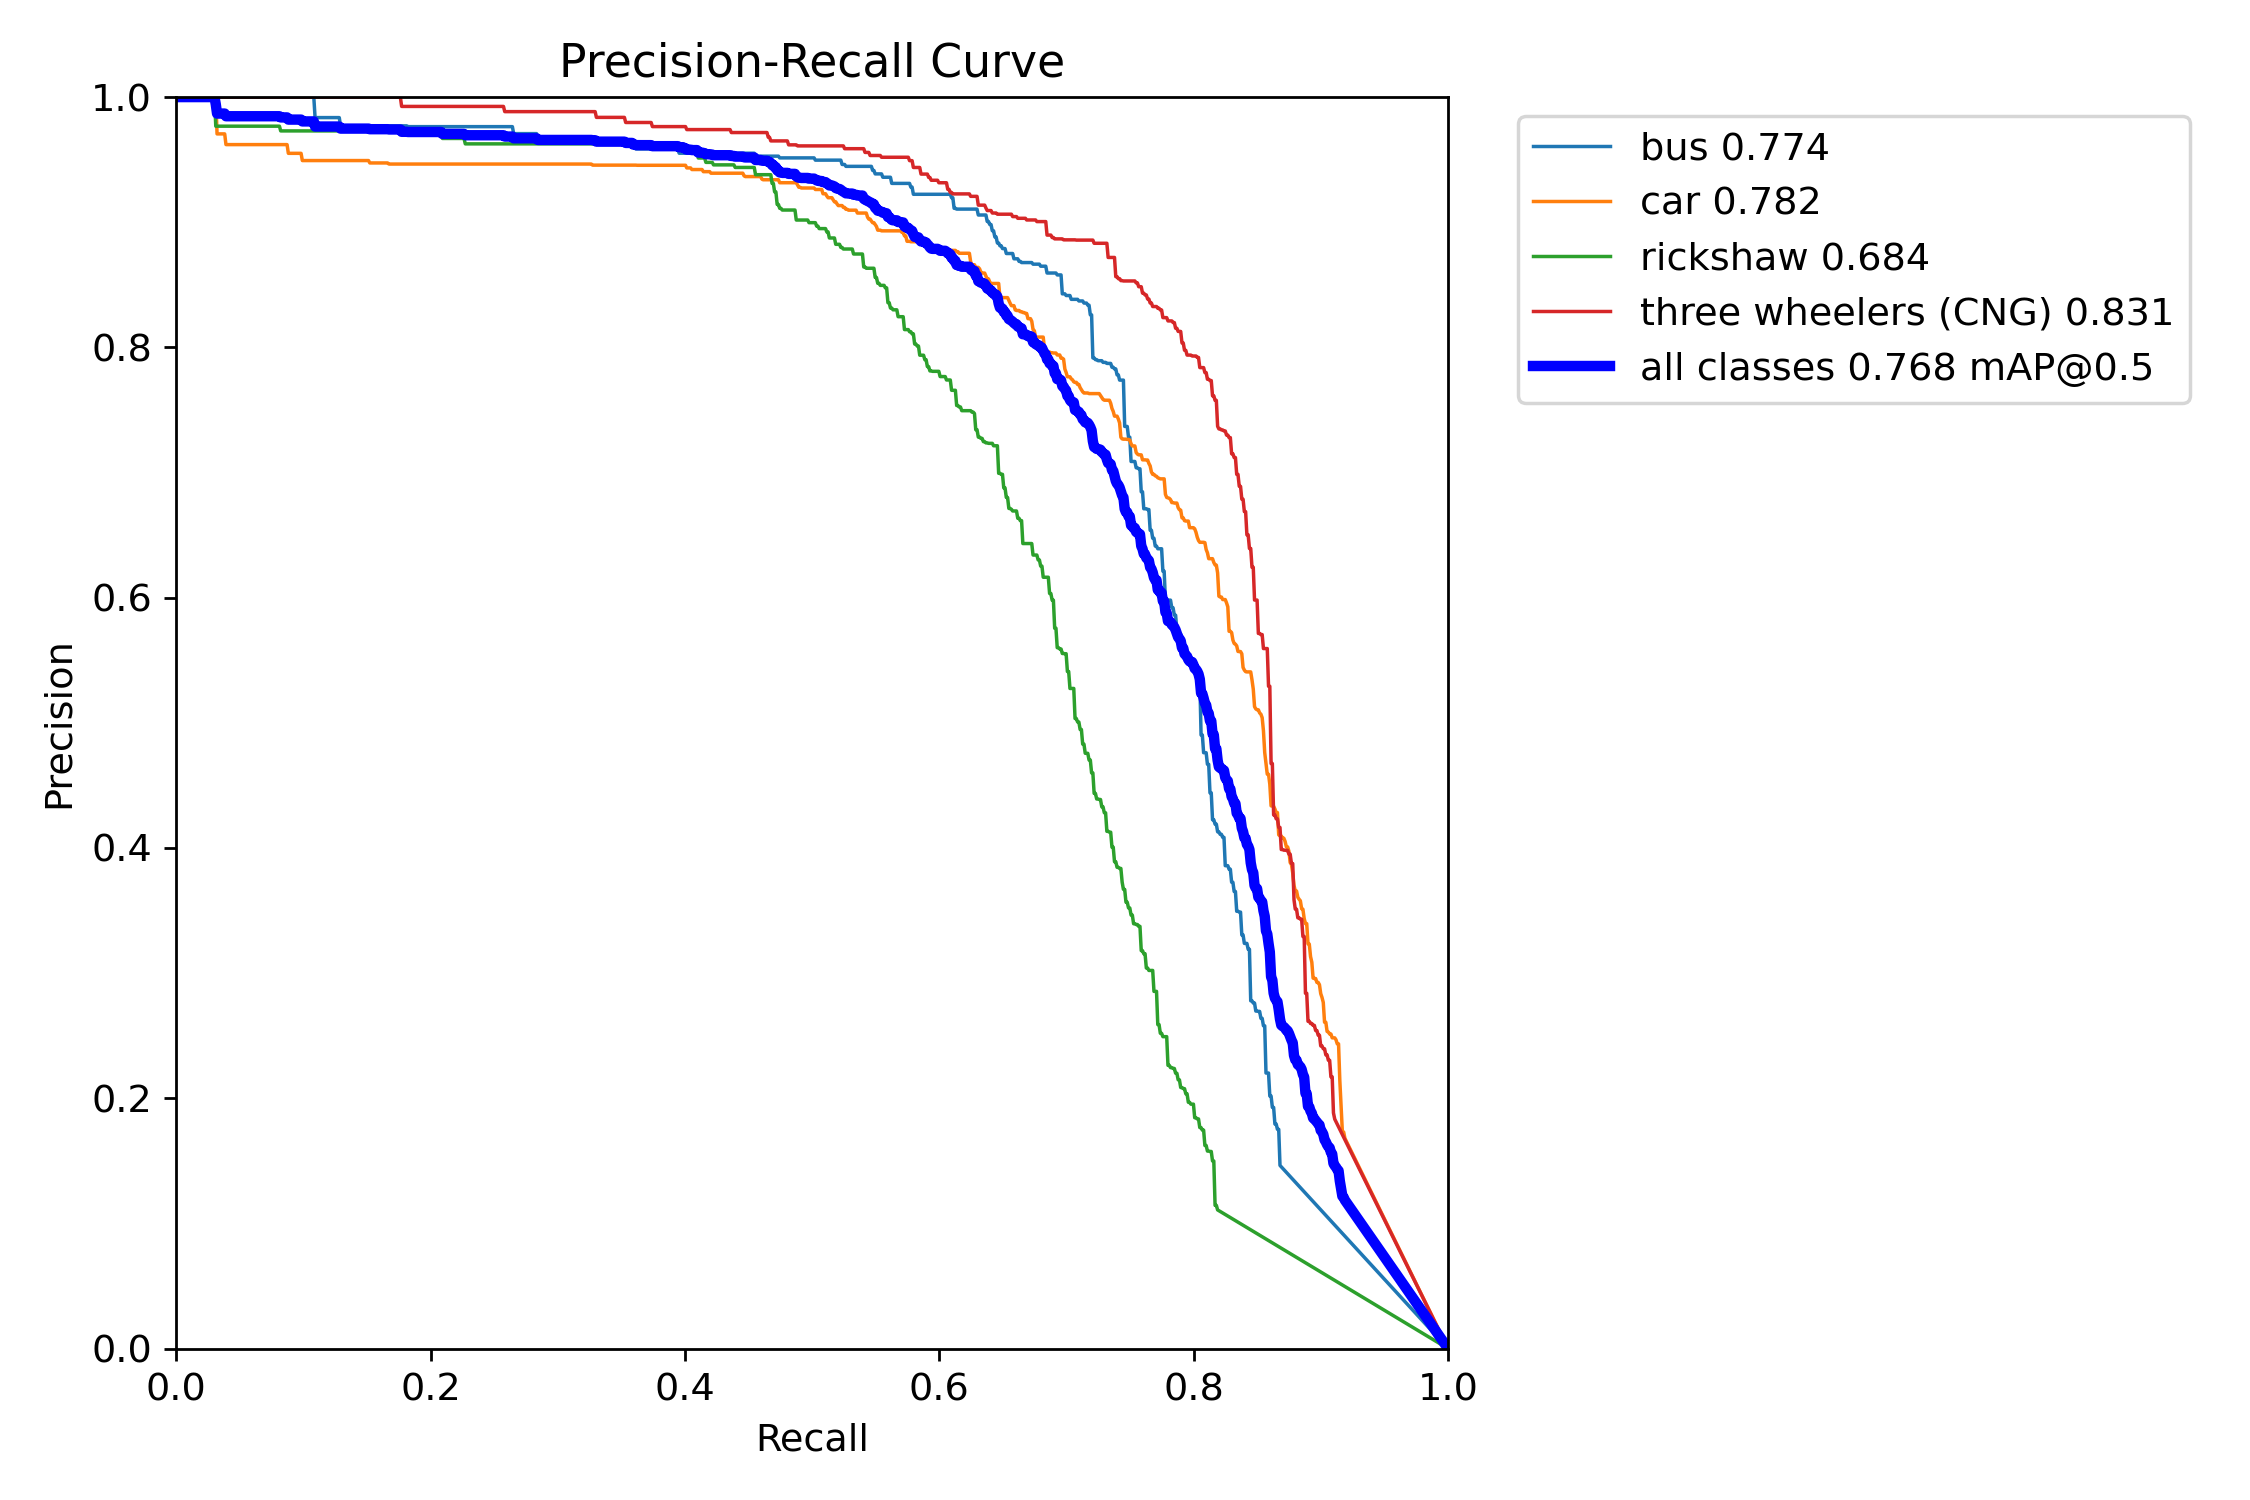 Precision-Recall Curve
1.0
0.8
0.6
0.4
0.2
0.0
Precision
0.0 0.2 0.4 0.6 0.8 1.0
Recall
bus 0.774
car 0.782
rickshaw 0.684
three wheelers (CNG) 0.831
all classes 0.768 mAP@0.5